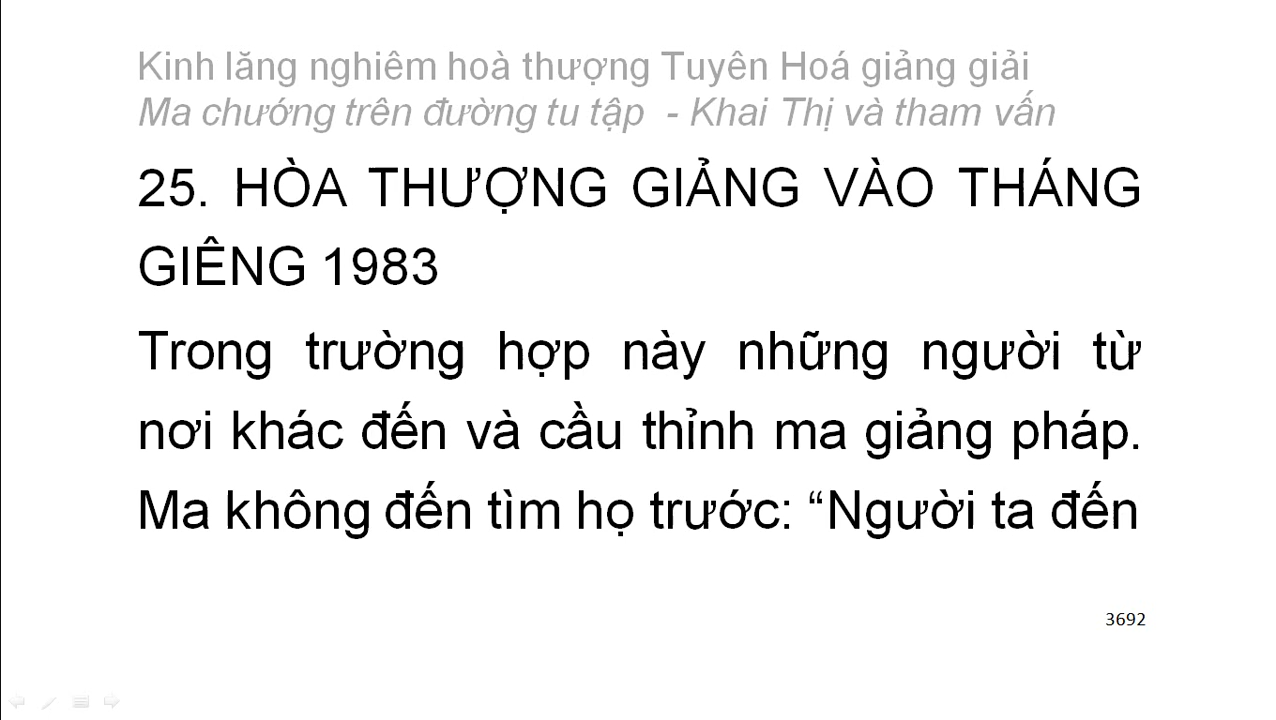 Kinh lăng nghiêm hoà thượng Tuyên Hoá giảng giải
Ma chướng trên đường tu tập - Khai Thị và tham vấn
25. HÒA THƯỢNG GIẢNG VÀO THÁNG
GIÊNG 1983
Trong trường hợp này những người từ
nơi khác đến và cầu thỉnh ma giảng pháp.
Ma không đến tìm họ trước: “Người ta đến
3692